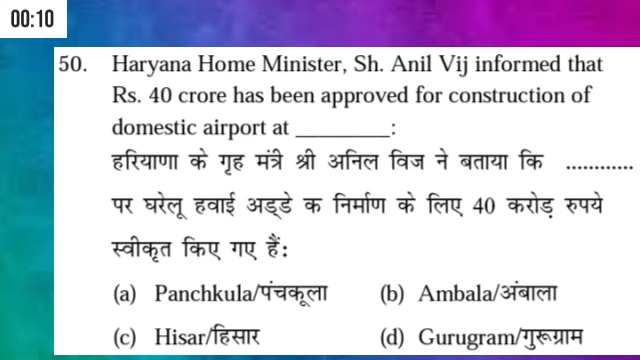 00:10
50. Haryana Home Minister, Sh. Anil Vij informed that
Rs. 40 crore has been approved for construction of
domestic airport at ________:
हरियाणा के गृह मंत्रे श्री अनिल विज ने बताया कि ............
पर घरेलू हवाई अड्डे क निर्माण के लिए 40 करोड़ रुपये
स्वीकृत किए गए हैं:
(a) Panchkula/पंचकूला (b) Ambala/अंबाला
(c) Hisar/हिसार (d) Gurugram/गुरूग्राम